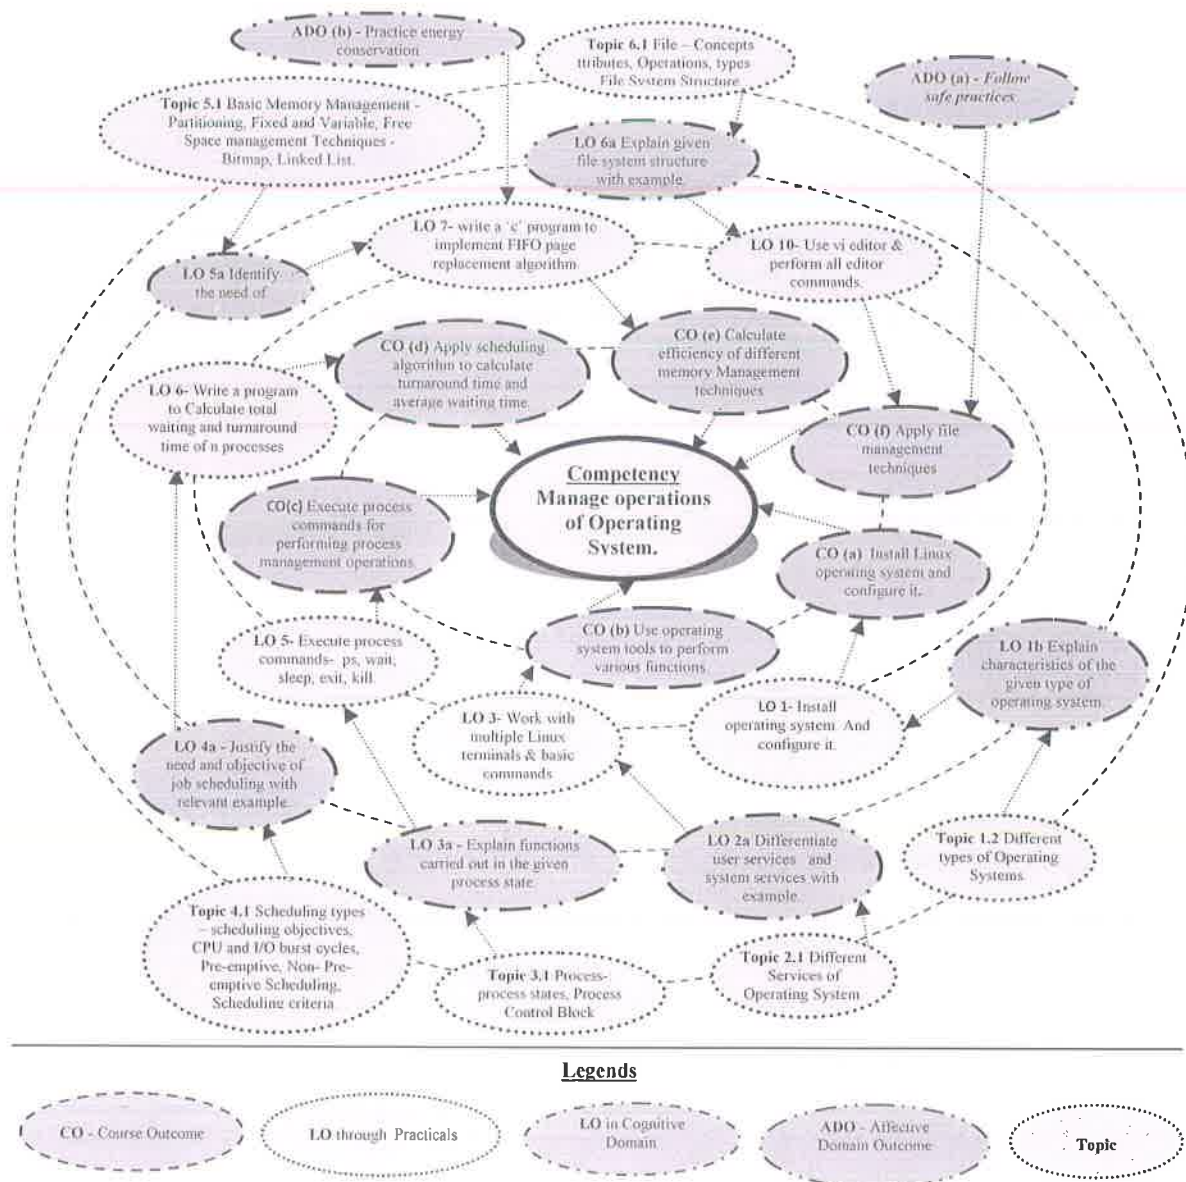 ADO (b) - Practice energy
conservation
Topic 6.1 File – Concepts
ttributes, Operations, types
File System Structure
ADO (a) - Follow
safe practices
Topic 5.1 Basic Memory Management -
Partitioning, Fixed and Variable, Free
Space management Techniques -
Bitmap, Linked List.
LO 6a Explain given
file system structure
with example.
LO 7- write a 'c' program to
implement FIFO page
replacement algorithm
LO 10- Use vi editor &
perform all editor
commands.
LO 5a Identify
the need of
CO (d) Apply scheduling
algorithm to calculate
turnaround time and
average waiting time.
CO (e) Calculate
efficiency of different
memory Management
techniques
LO 6- Write a program
to Calculate total
waiting and turnaround
time of n processes
CO (f) Apply file
management
techniques
Competency
Manage operations
of Operating
System.
CO(c) Execute process
commands for
performing process
management operations.
CO (a) Install Linux
operating system and
configure it.
CO (b) Use operating
system tools to perform
various functions.
LO 5- Execute process
commands- ps, wait,
sleep, exit, kill.
LO 1b Explain
characteristics of the
given type of
operating system.
LO 3- Work with
multiple Linux
terminals & basic
commands
LO 1- Install
operating system And
configure it.
LO 4a - Justify the
need and objective of
job scheduling with
relevant example.
LO 3a - Explain functions
carried out in the given
process state.
LO 2a Differentiate
user services and
system services with
example.
Topic 1.2 Different
types of Operating
Systems
Topic 4.1 Scheduling types
– scheduling objectives,
CPU and I/O burst cycles,
Pre-emptive, Non- Pre-
emptive Scheduling,
Scheduling criteria
Topic 3.1 Process-
process states, Process
Control Block
Topic 2.1 Different
Services of
Operating System
Legends
CO - Course Outcome
LO through Practicals
LO in Cognitive
Domain
ADO - Affective
Domain Outcome
Topic